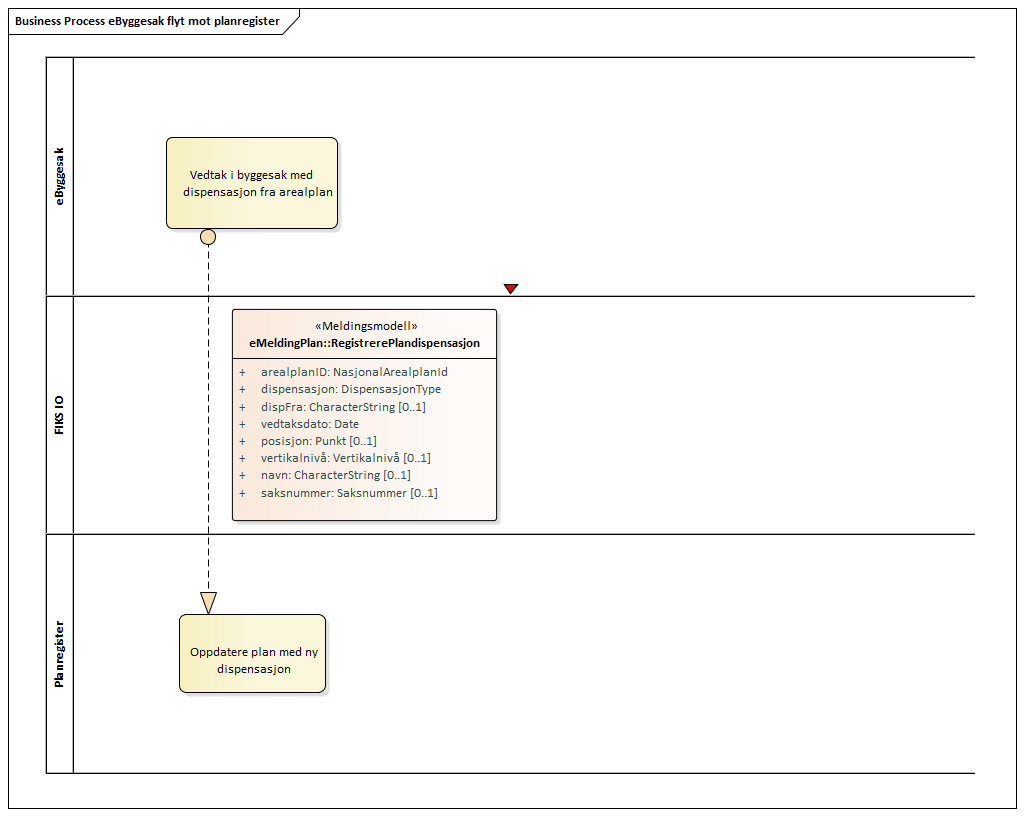 Business Process eByggesak flyt mot planregister
eByggesak
Vedtak i byggesak med
dispensasjon fra arealplan
FIKS IO
«Meldingsmodell»
eMeldingPlan::RegistrerePlandispensasjon
+ arealplanID: NasjonalArealplanId
+ dispensasjon: DispensasjonType
+ dispFra: CharacterString [0..1]
+ vedtaksdato: Date
+ posisjon: Punkt [0..1]
+ vertikalnivå: Vertikalnivå [0..1]
+ navn: CharacterString [0..1]
+ saksnummer: Saksnummer [0..1]
Planregister
Oppdatere plan med ny
dispensasjon